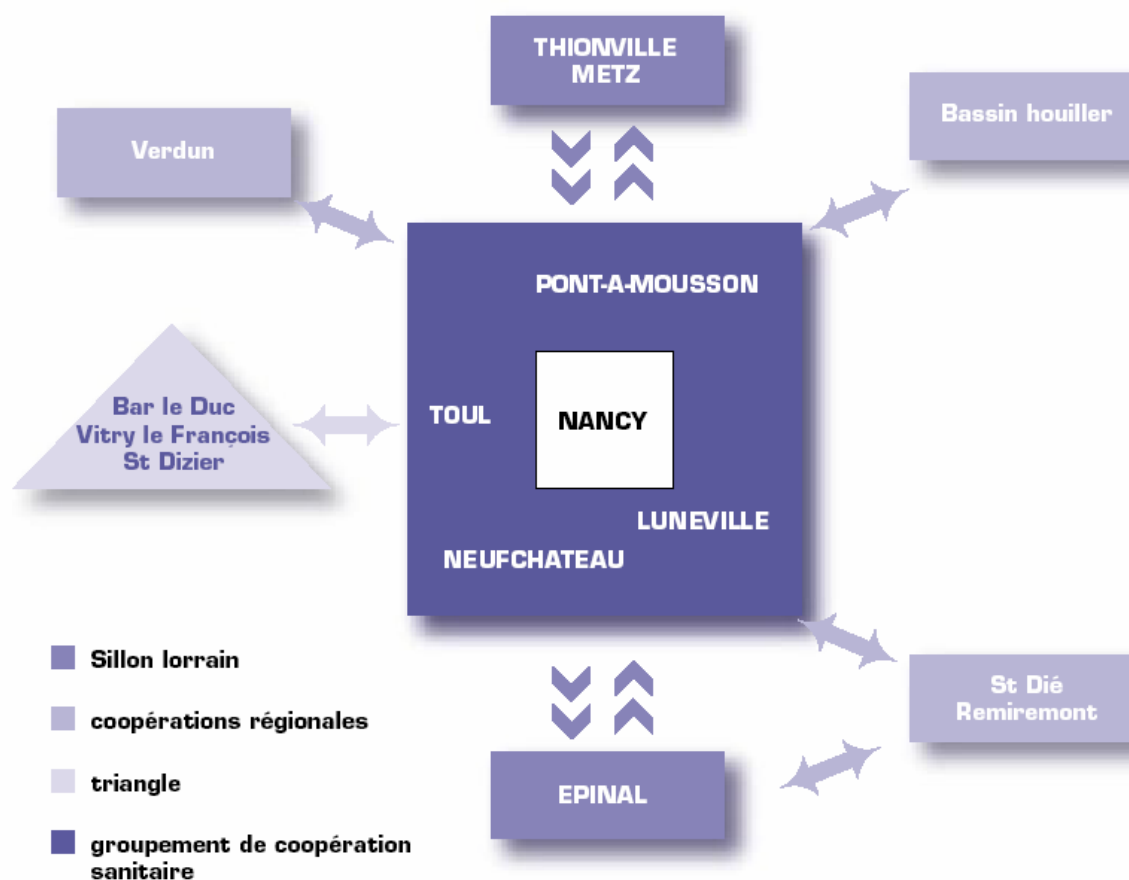 THIONVILLE
METZ
Bassin houiller
Verdun
PONT-A-MOUSSON
Bar le Duc
Vitry le François
St Dizier
TOUL
NANCY
LUNEVILLE
NEUFCHATEAU
Sillon lorrain
coopérations régionales
triangle
groupement de coopération
sanitaire
St Dié
Remiremont
EPINAL